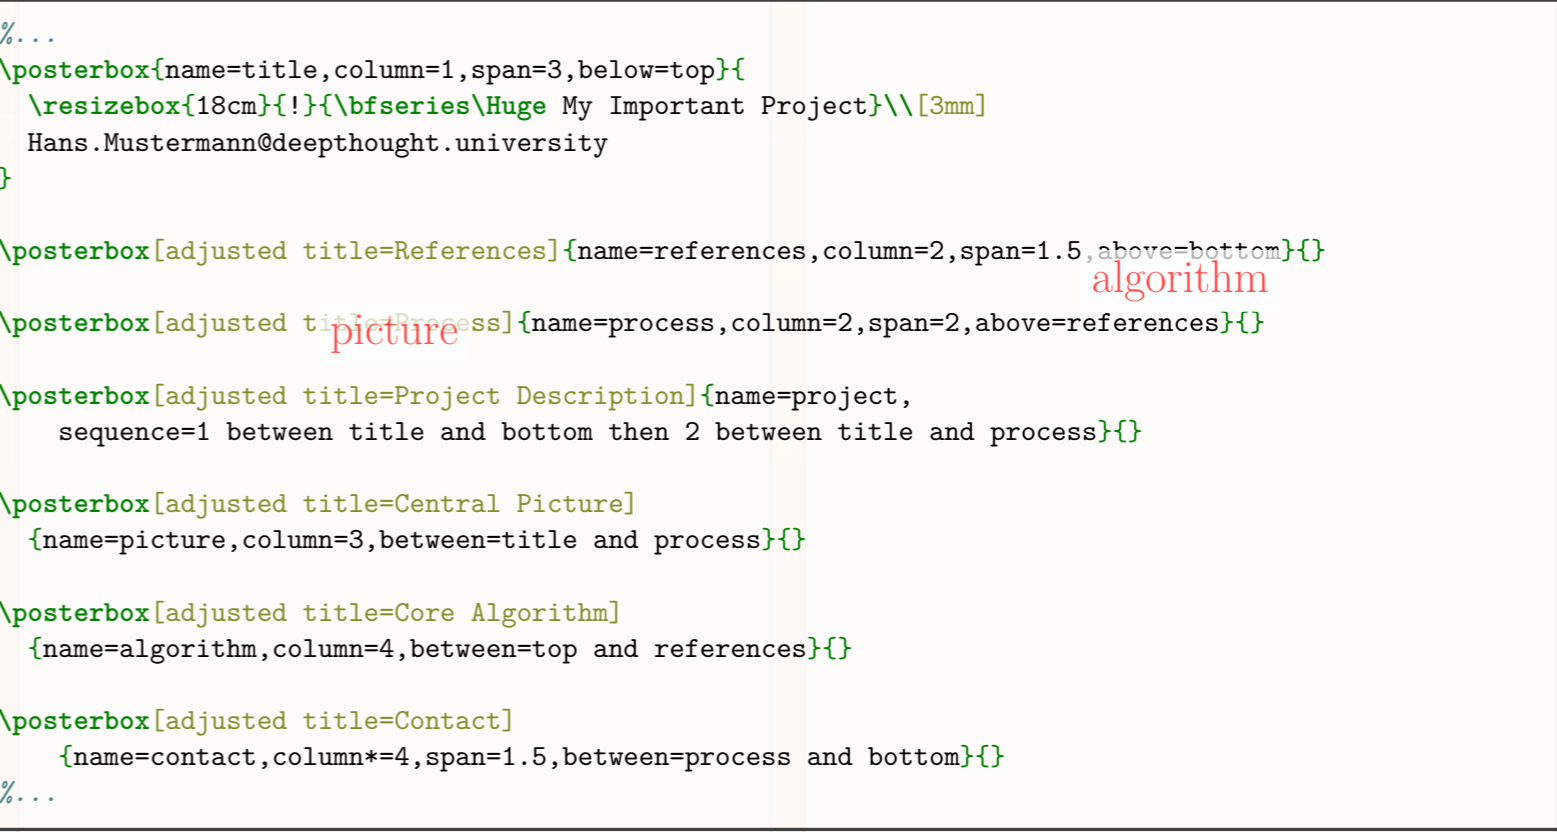 %...
\posterbox{name=title,column=1,span=3,below=top}{
\resizebox{18cm}{!}{\bfseries\Huge My Important Project}\\[3mm]
Hans.Mustermann@deepthought.university
}
\posterbox[adjusted title=References]{name=references,column=2,span=1.5,above=bottom}{}
algorithm
\posterbox[adjusted title=Process]{name=process,column=2,span=2,above=references}{}
picture
\posterbox[adjusted title=Project Description]{name=project,
sequence=1 between title and bottom then 2 between title and process}{}
\posterbox[adjusted title=Central Picture]
{name=picture,column=3,between=title and process}{}
\posterbox[adjusted title=Core Algorithm]
{name=algorithm,column=4,between=top and references}{}
\posterbox[adjusted title=Contact]
{name=contact,column*=4,span=1.5,between=process and bottom}{}
%...